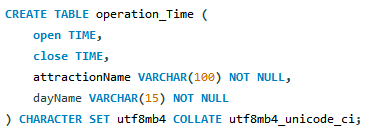 CREATE TABLE operation_Time (
    open TIME,
    close TIME,
    attractionName VARCHAR(100) NOT NULL,
    dayName VARCHAR(15) NOT NULL
) CHARACTER SET utf8mb4 COLLATE utf8mb4_unicode_ci;